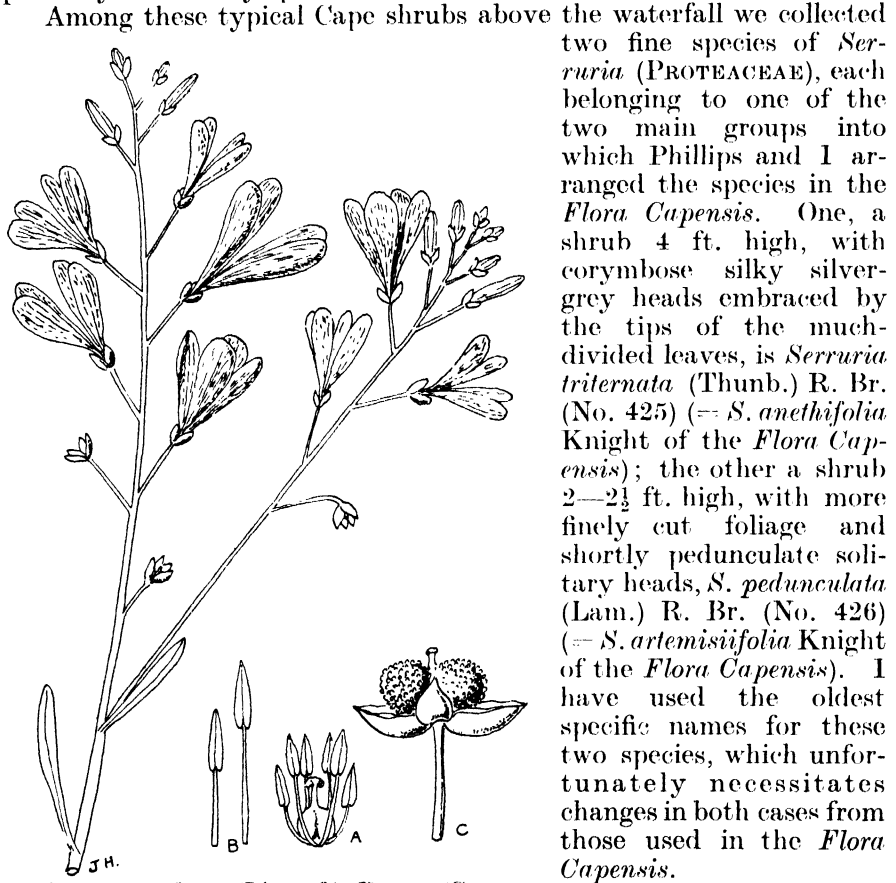 Among these typical Cape shrubs above the waterfall we collected
two fine species of Ser-
ruria (PROTEACEAE), each
belonging to one of the
two main groups into
which Phillips and I ar-
ranged the species in the
Flora Capensis. One, a
shrub 4 ft. high, with
corymbose silky silver-
grey heads embraced by
the tips of the much-
divided leaves, is Serruria
triternata (Thunb.) R. Br.
(No. 425) (= S. anethifolia
Knight of the Flora Cap-
ensis); the other a shrub
2—2½ ft. high, with more
finely cut foliage and
shortly pedunculate soli-
tary heads, S. pedunculata
(Lam.) R. Br. (No. 426)
(= S. artemisiifolia Knight
of the Flora Capensis). I
have used the oldest
specific names for these
two species, which unfor-
tunately necessitates
changes in both cases from
those used in the Flora
Capensis.
B
A
C
J H.